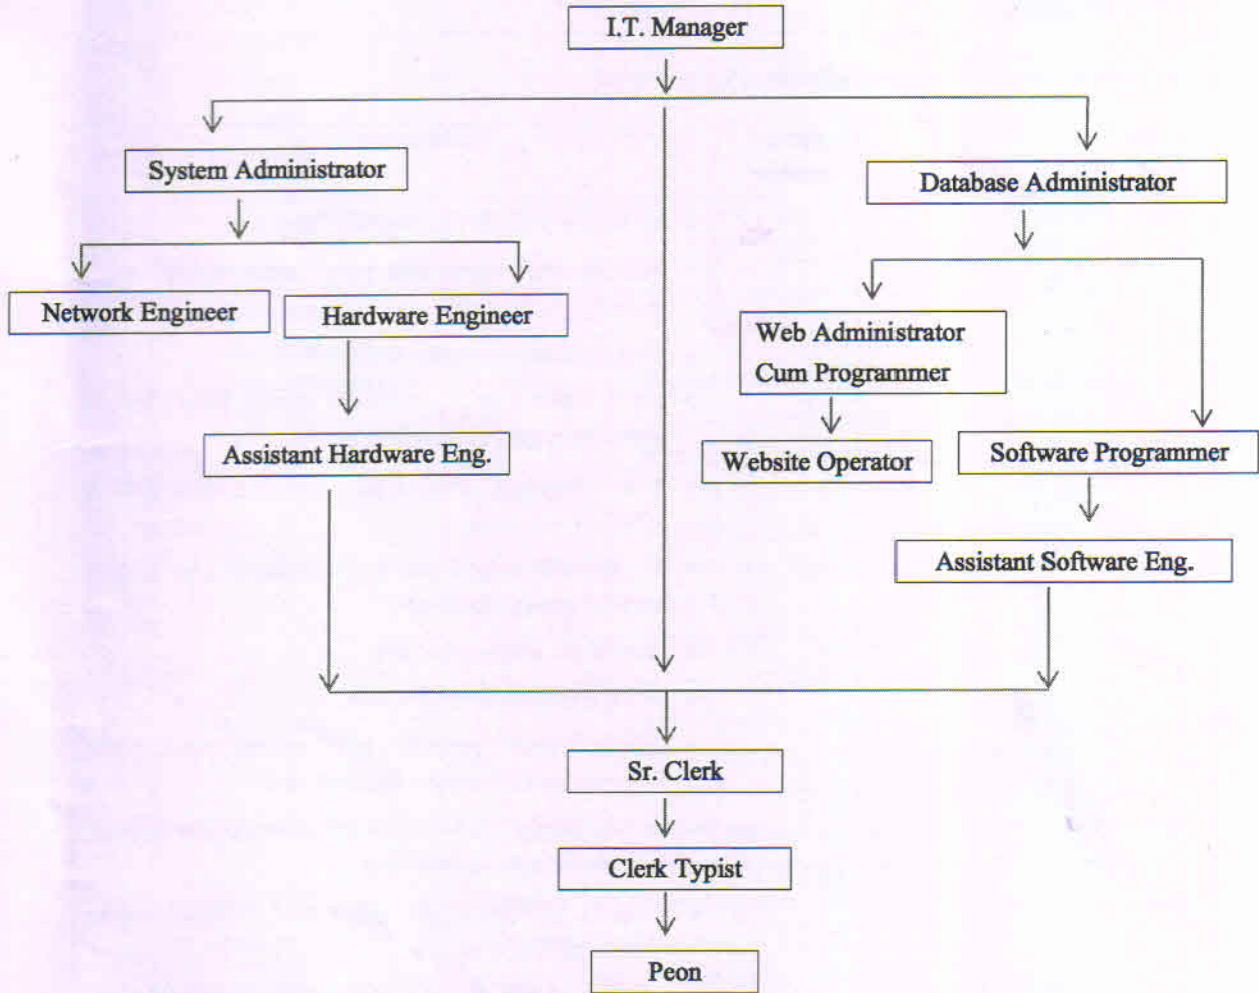 I.T. Manager
System Administrator
Database Administrator
Network Engineer
Hardware Engineer
Web Administrator
Cum Programmer
Assistant Hardware Eng.
Website Operator
Software Programmer
Assistant Software Eng.
Sr. Clerk
Clerk Typist
Peon